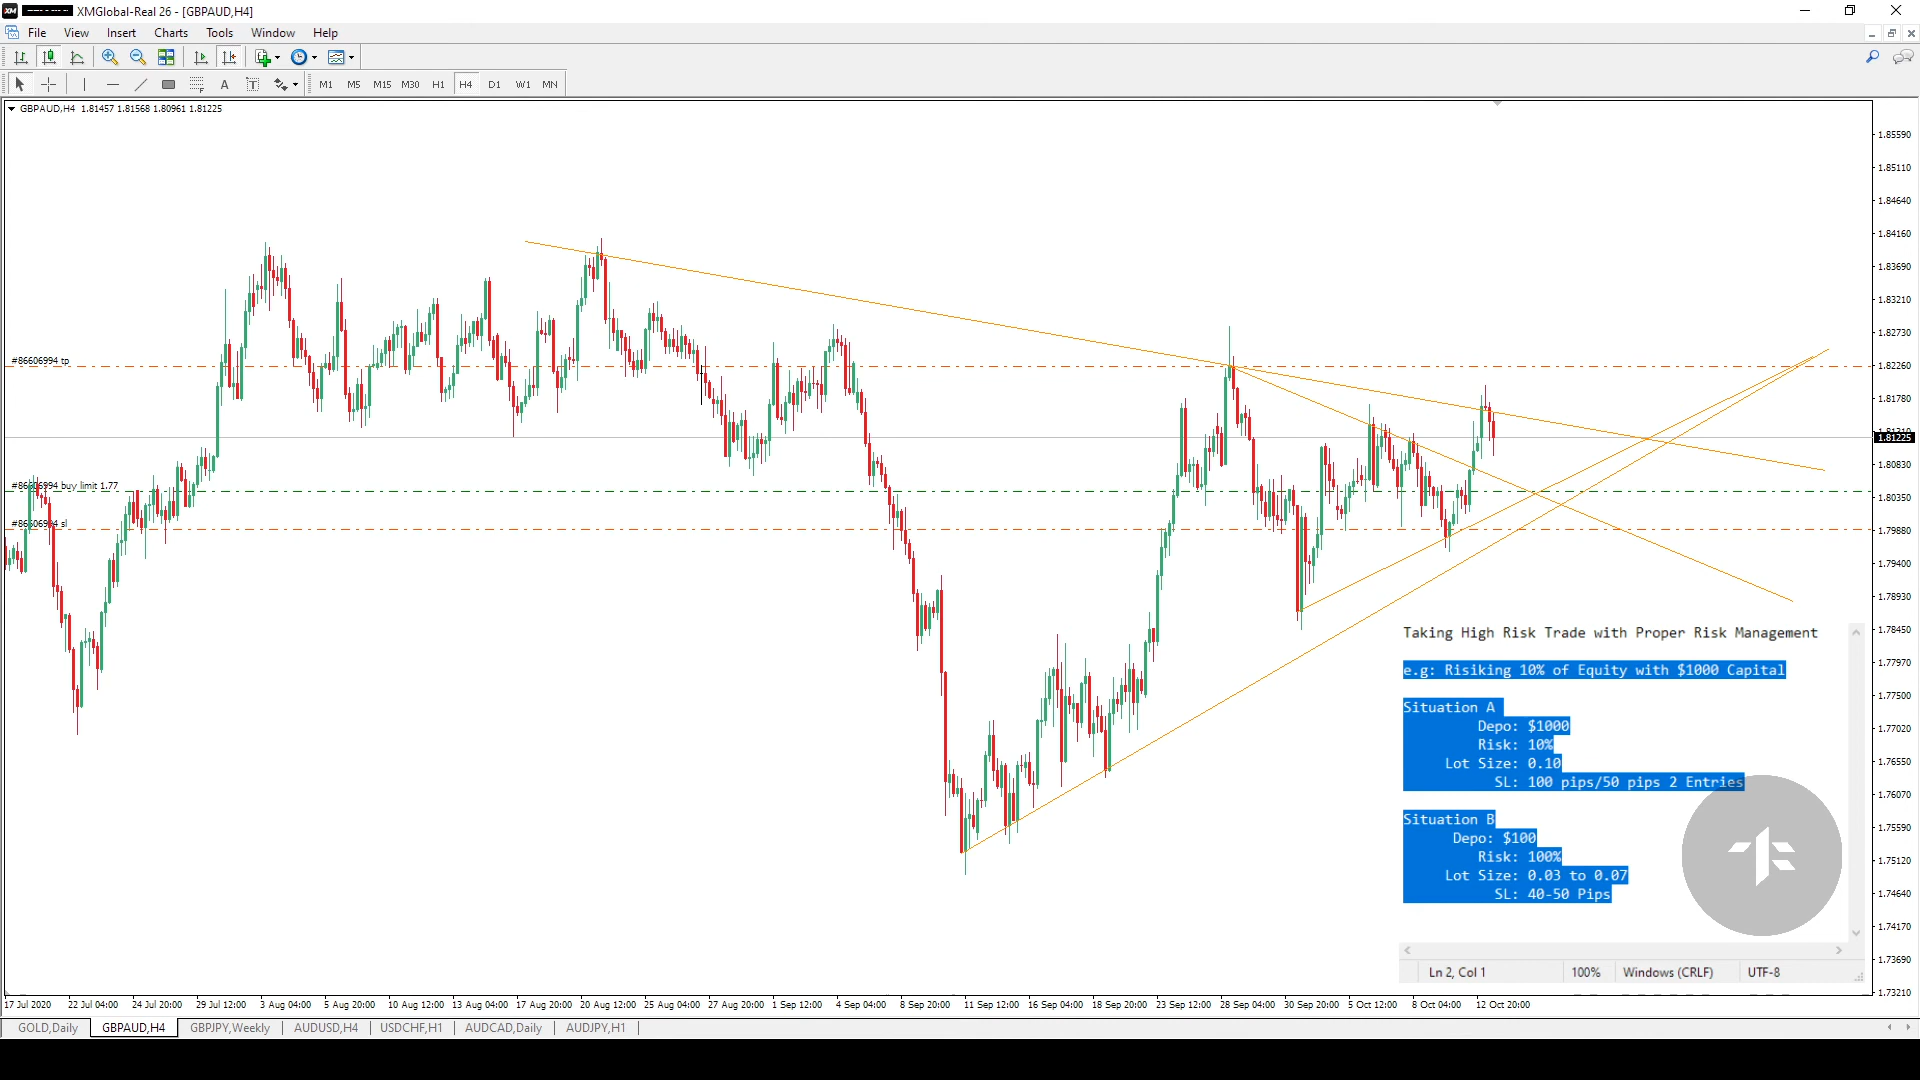 XM XMGlobal-Real 26 - [GBPAUD,H4]
File View Insert Charts Tools Window Help
A T M1 M5 M15 M30 H1 H4 D1 W1 MN
GBPAUD,H4 1.81457 1.81568 1.80961 1.81225
1.85590
1.85110
1.84640
1.84160
1.83690
1.83210
1.82730
#86606994 tp
1.82260
1.81780
1.81225
1.80830
#86606994 buy limit 1.77
1.80350
#86606994 sl
1.79880
1.79400
1.78930
1.78450
1.77970
1.77500
1.77020
1.76550
1.76070
1.75590
1.75120
1.74640
1.74170
1.73690
1.73210
Taking High Risk Trade with Proper Risk Management
e.g: Risiking 10% of Equity with $1000 Capital
Situation A
Depo: $1000
Risk: 10%
Lot Size: 0.10
SL: 100 pips/50 pips 2 Entries
Situation B
Depo: $100
Risk: 100%
Lot Size: 0.03 to 0.07
SL: 40-50 Pips
Ln 2, Col 1 100% Windows (CRLF) UTF-8
17 Jul 2020 22 Jul 04:00 24 Jul 20:00 29 Jul 12:00 3 Aug 04:00 5 Aug 20:00 10 Aug 12:00 13 Aug 04:00 17 Aug 20:00 20 Aug 12:00 25 Aug 04:00 27 Aug 20:00 1 Sep 12:00 4 Sep 04:00 8 Sep 20:00 11 Sep 12:00 16 Sep 04:00 18 Sep 20:00 23 Sep 12:00 28 Sep 04:00 30 Sep 20:00 5 Oct 12:00 8 Oct 04:00 12 Oct 20:00
GOLD,Daily GBPAUD,H4 GBPJPY,Weekly AUDUSD,H4 USDCHF,H1 AUDCAD,Daily AUDJPY,H1